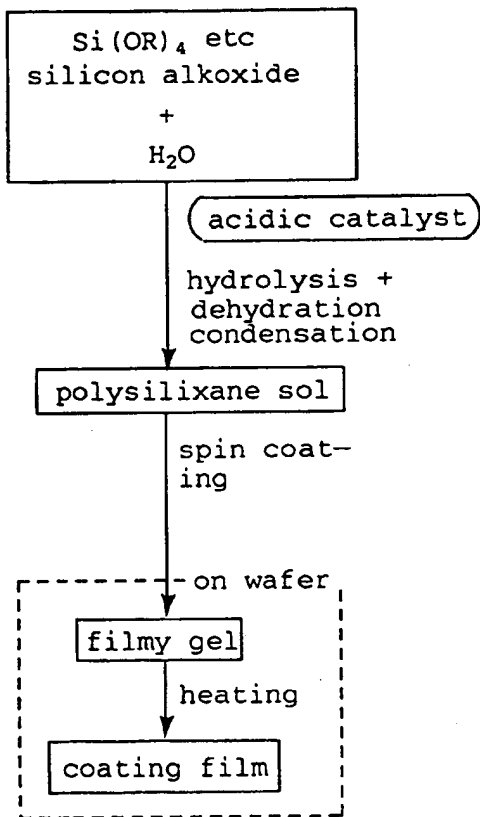 Si(OR)₄ etc
silicon alkoxide
+
H₂O
acidic catalyst
hydrolysis +
dehydration
condensation
polysilixane sol
spin coat-
ing
on wafer
filmy gel
heating
coating film